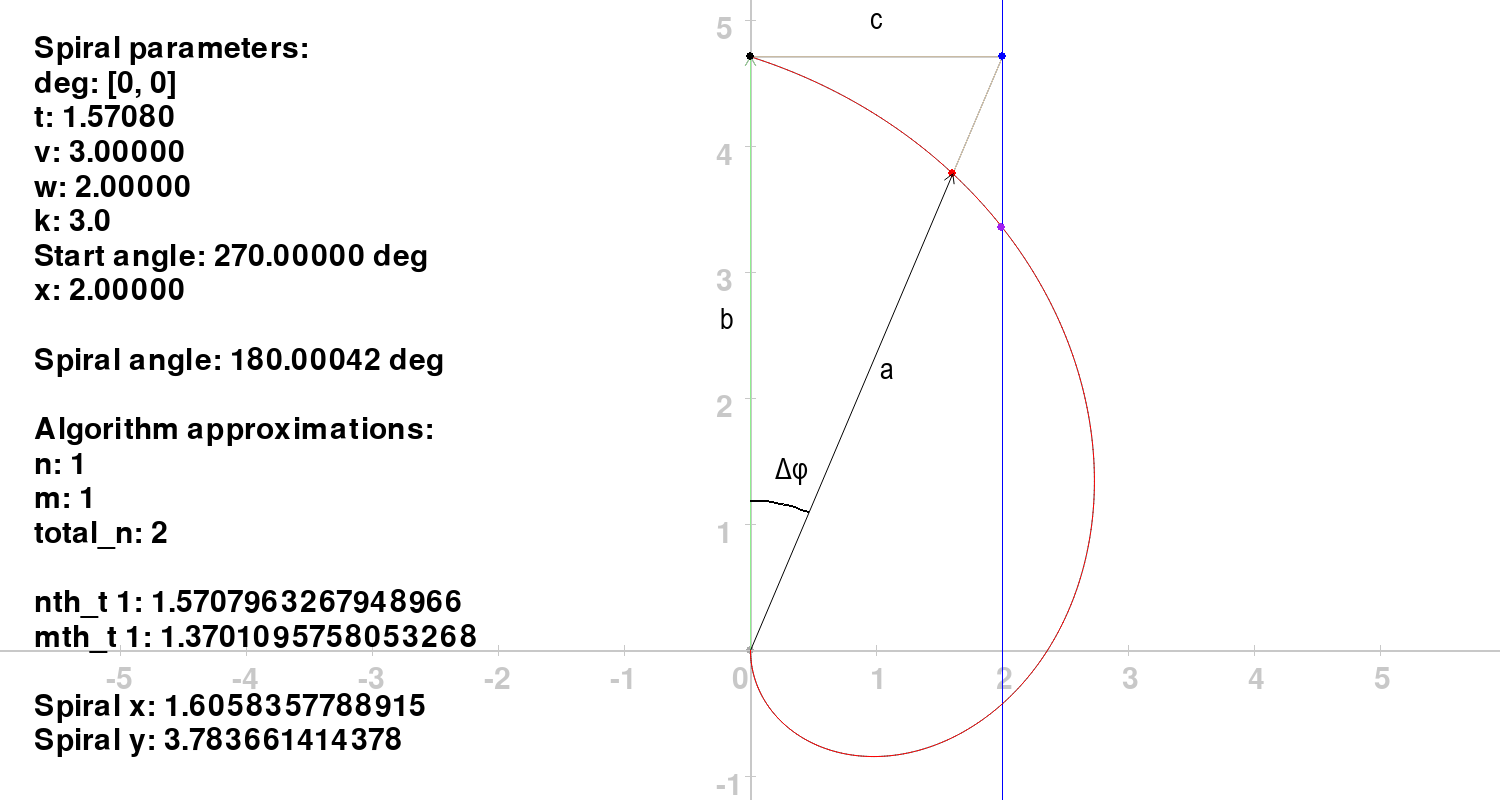 Spiral parameters:
deg: [0, 0]
t: 1.57080
v: 3.00000
w: 2.00000
k: 3.0
Start angle: 270.00000 deg
x: 2.00000
Spiral angle: 180.00042 deg
Algorithm approximations:
n: 1
m: 1
total_n: 2
nth_t 1: 1.5707963267948966
mth_t 1: 1.3701095758053268
Spiral x: 1.6058357788915
Spiral y: 3.783661414378
c
5
4
3
b
a
2
Δφ
1
-5 -4 -3 -2 -1 0 1 2 3 4 5
-1